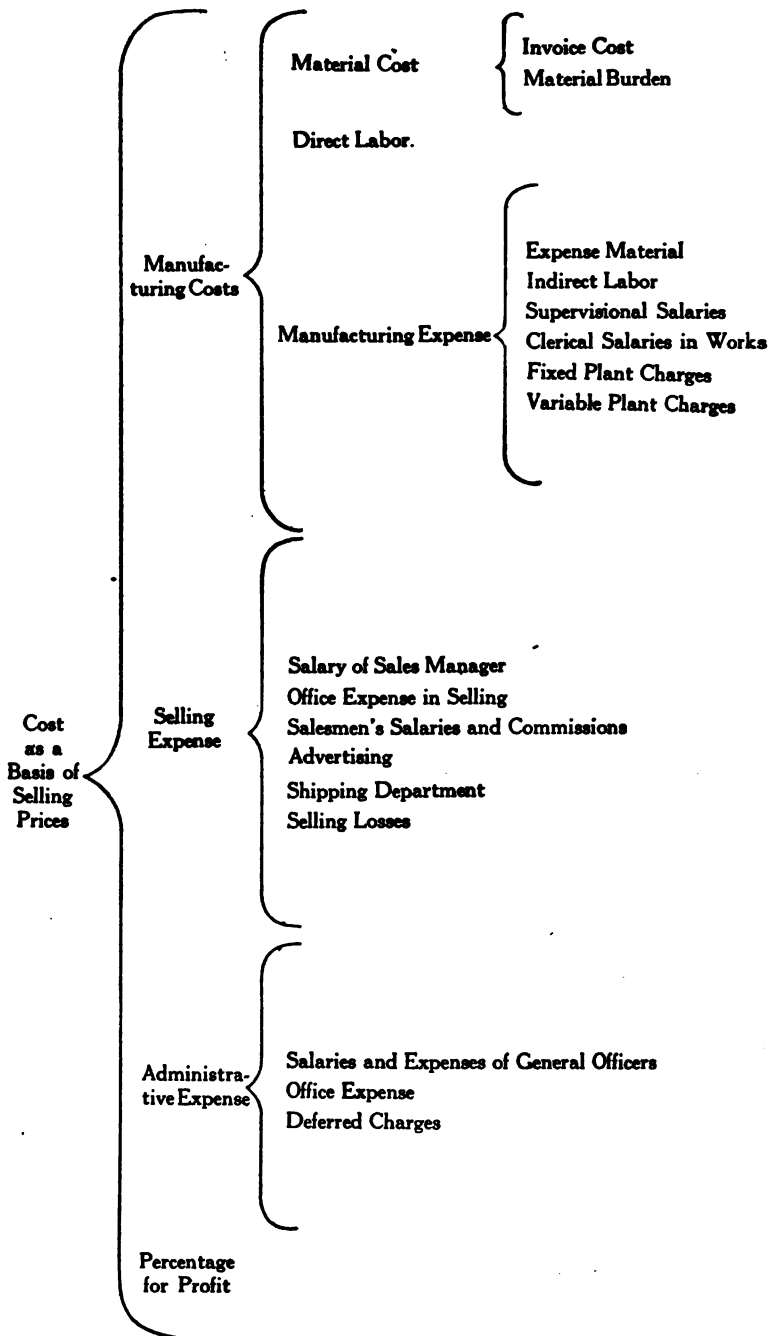 Material Cost
Invoice Cost
Material Burden
Direct Labor.
Manufac-
turing Costs
Manufacturing Expense
Expense Material
Indirect Labor
Supervisional Salaries
Clerical Salaries in Works
Fixed Plant Charges
Variable Plant Charges
Cost
as a
Basis of
Selling
Prices
Selling
Expense
Salary of Sales Manager
Office Expense in Selling
Salesmen's Salaries and Commissions
Advertising
Shipping Department
Selling Losses
Administra-
tive Expense
Salaries and Expenses of General Officers
Office Expense
Deferred Charges
Percentage
for Profit